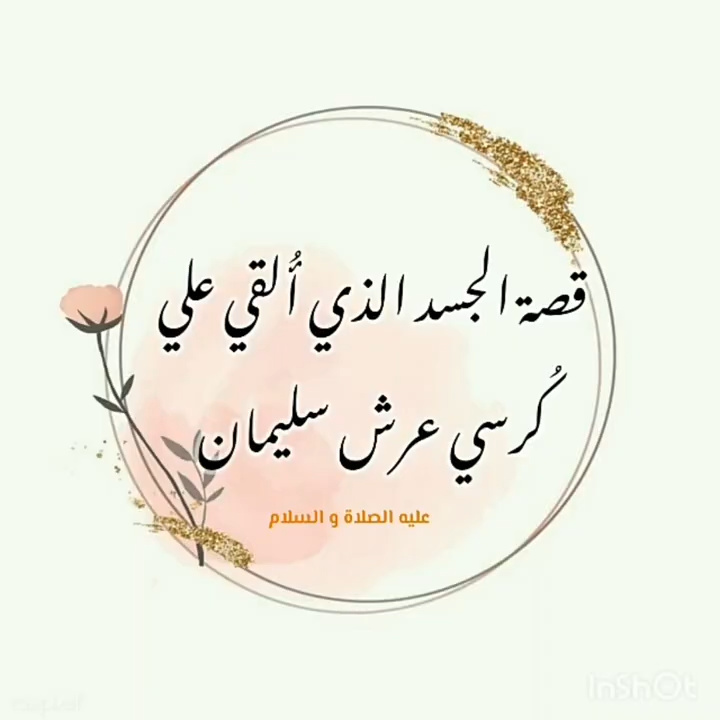 قصة الجسد الذي أُلقي علي
كُرسي عرش سليمان
عليه الصلاة و السلام
InShOt